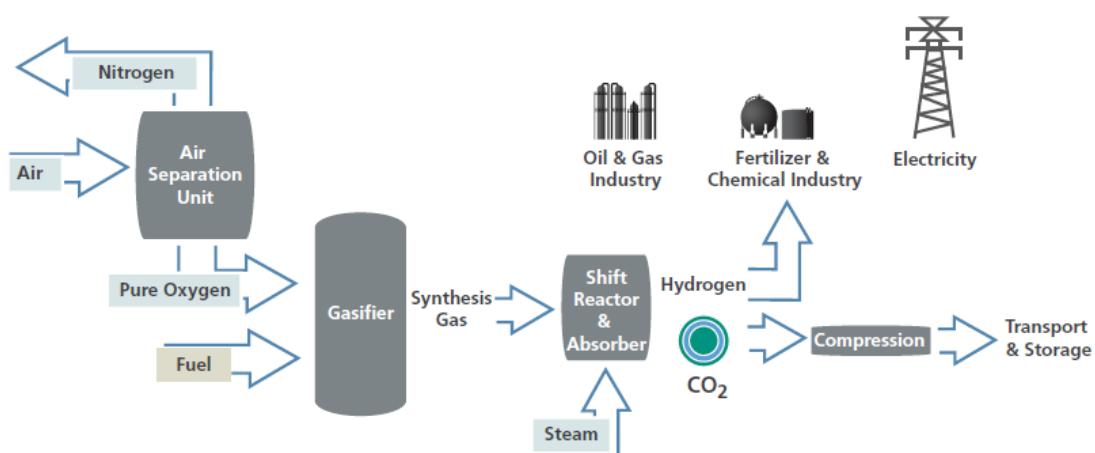 Nitrogen
Air
Air
Separation
Unit
Pure Oxygen
Fuel
Gasifier
Synthesis
Gas
Shift
Reactor
&
Absorber
Steam
Hydrogen
CO2
Oil & Gas
Industry
Fertilizer &
Chemical Industry
Electricity
Compression
Transport
& Storage